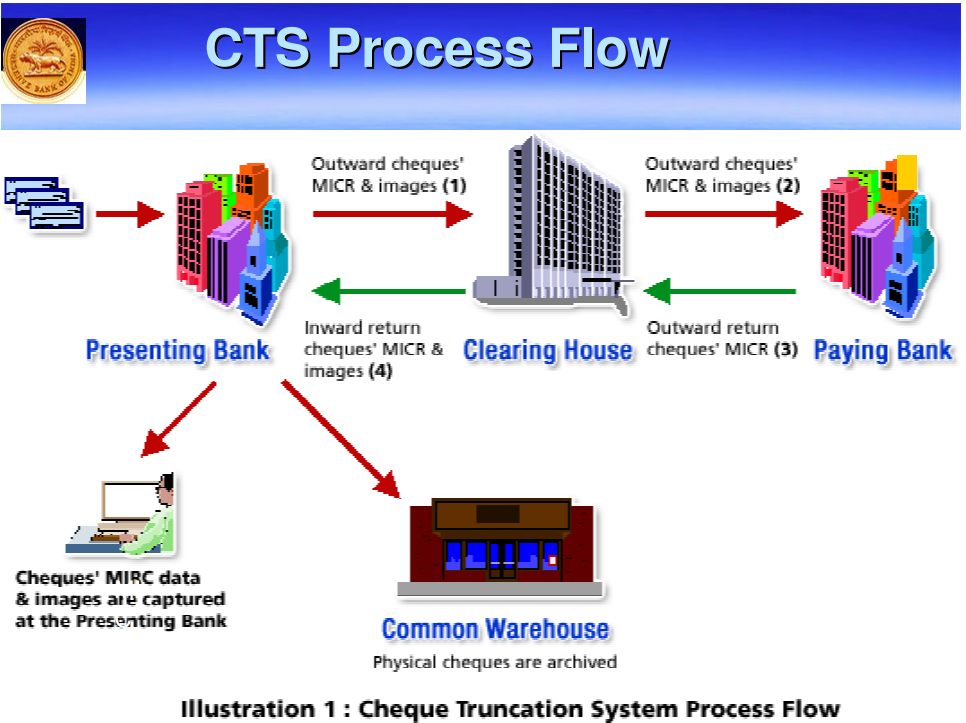 CTS Process Flow
Outward cheques'
MICR & images (1)
Outward cheques'
MICR & images (2)
Inward return
cheques' MICR &
images (4)
Outward return
cheques' MICR (3)
Presenting Bank
Clearing House
Paying Bank
Cheques' MIRC data
& images are captured
at the Presenting Bank
Common Warehouse
Physical cheques are archived
Illustration 1 : Cheque Truncation System Process Flow